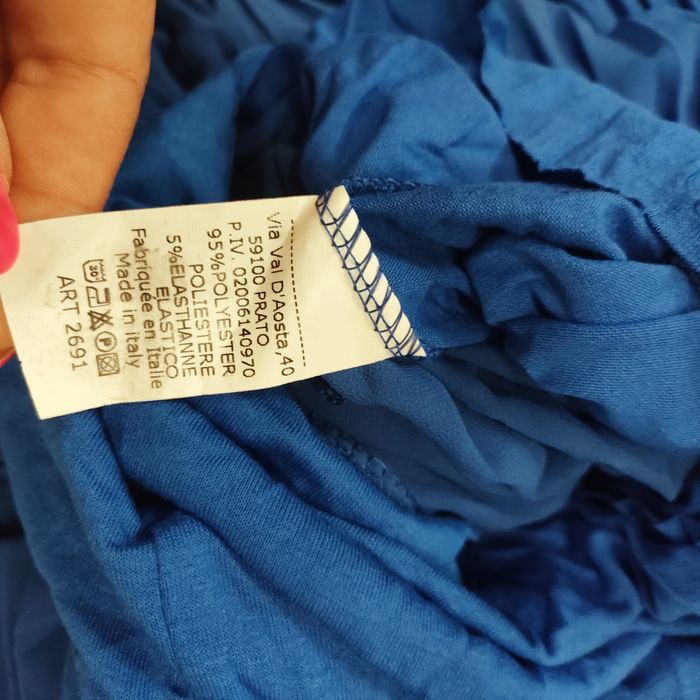 Via Val D'Aosta,40
59100 PRATO
P.IV. 02006140970
95%POLYESTER
POLIESTERE
5%ELASTHANNE
ELASTICO
Fabriquée en Italie
Made in italy
30°
P
ART 2691